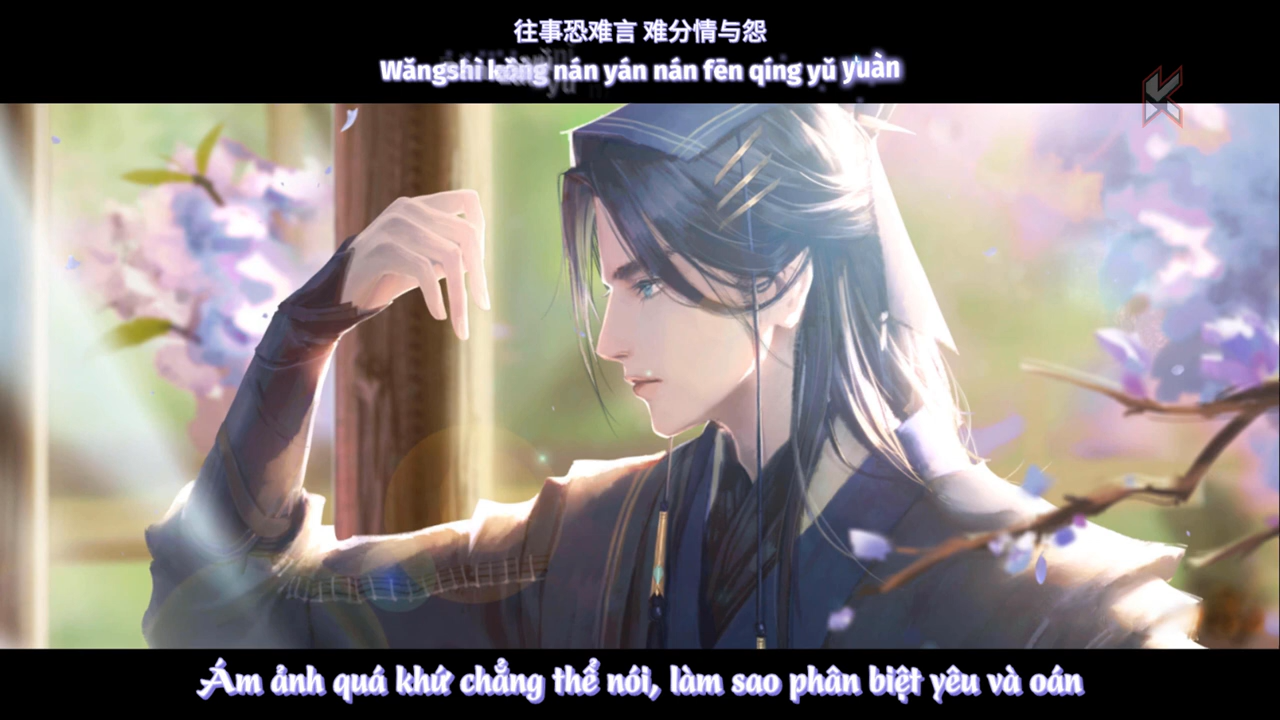 往事恐难言 难分情与怨
Wǎngshì kǒng nán yán nán fēn qíng yǔ yuàn
Ám ảnh quá khứ chẳng thể nói, làm sao phân biệt yêu và oán